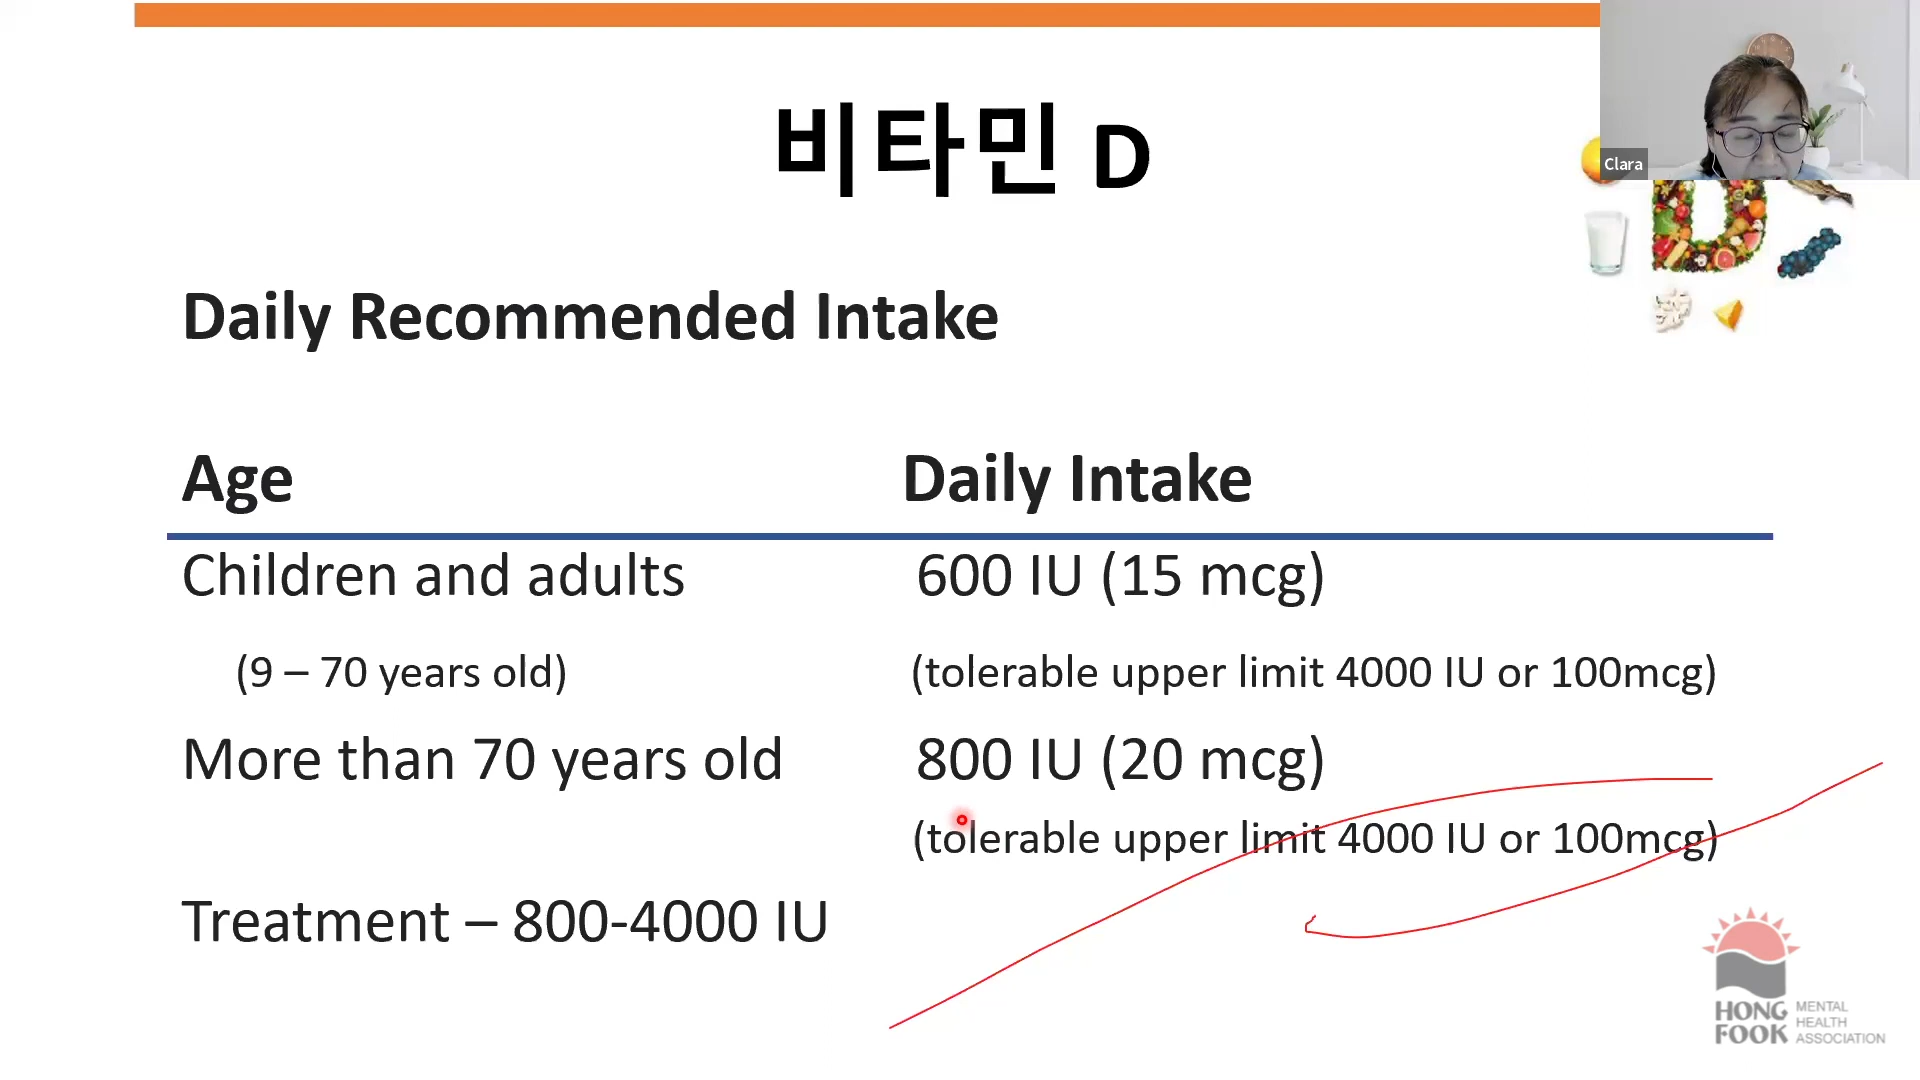 비타민 D
Clara
Daily Recommended Intake
Age Daily Intake
Children and adults 600 IU (15 mcg)
(9 – 70 years old) (tolerable upper limit 4000 IU or 100mcg)
More than 70 years old 800 IU (20 mcg)
(tolerable upper limit 4000 IU or 100mcg)
Treatment – 800-4000 IU
HONG FOOK
MENTAL HEALTH ASSOCIATION